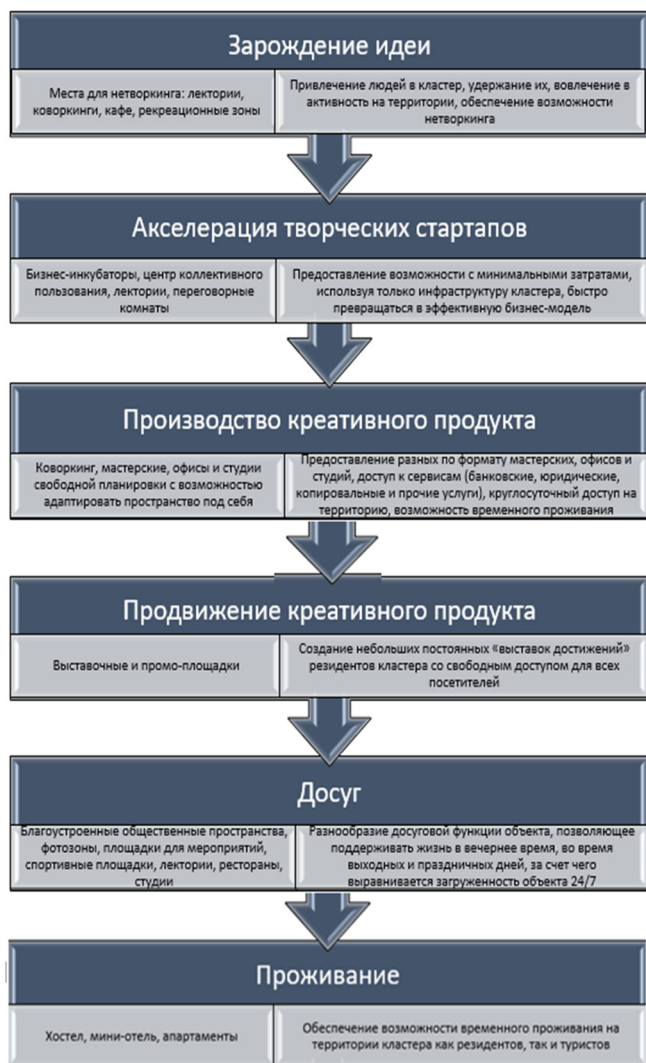 Зарождение идеи
Места для нетворкинга: лектории,
коворкинги, кафе, рекреационные зоны
Привлечение людей в кластер, удержание их, вовлечение в
активность на территории, обеспечение возможности
нетворкинга
Акселерация творческих стартапов
Бизнес-инкубаторы, центр коллективного
пользования, лектории, переговорные
комнаты
Предоставление возможности с минимальными затратами,
используя только инфраструктуру кластера, быстро
превращаться в эффективную бизнес-модель
Производство креативного продукта
Коворкинг, мастерские, офисы и студии
свободной планировки с возможностью
адаптировать пространство под себя
Предоставление разных по формату мастерских, офисов и
студий, доступ к сервисам (банковские, юридические,
копировальные и прочие услуги), круглосуточный доступ на
территорию, возможность временного проживания
Продвижение креативного продукта
Выставочные и промо-площадки
Создание небольших постоянных «выставок достижений»
резидентов кластера со свободным доступом для всех
посетителей
Досуг
Благоустроенные общественные пространства,
фотозоны, площадки для мероприятий,
спортивные площадки, лектории, рестораны,
студии
Разнообразие досуговой функции объекта, позволяющее
поддерживать жизнь в вечернее время, во время
выходных и праздничных дней, за счет чего
выравнивается загруженность объекта 24/7
Проживание
Хостел, мини-отель, апартаменты
Обеспечение возможности временного проживания на
территории кластера как резидентов, так и туристов